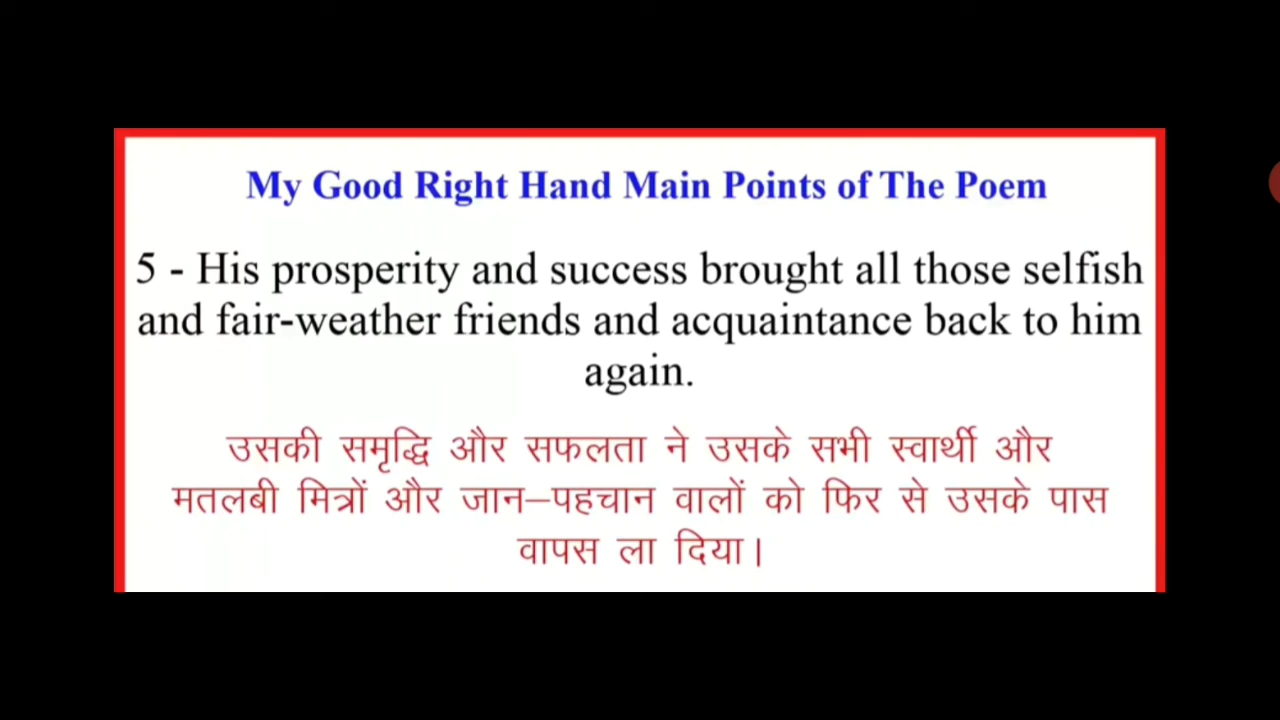 My Good Right Hand Main Points of The Poem
5 - His prosperity and success brought all those selfish
and fair-weather friends and acquaintance back to him
again.
उसकी समृद्धि और सफलता ने उसके सभी स्वार्थी और
मतलबी मित्रों और जान–पहचान वालों को फिर से उसके पास
वापस ला दिया।